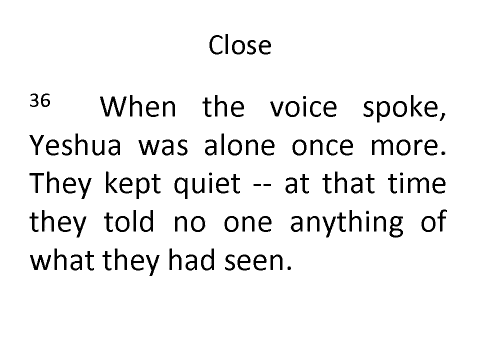 Close
36 When the voice spoke,
Yeshua was alone once more.
They kept quiet -- at that time
they told no one anything of
what they had seen.